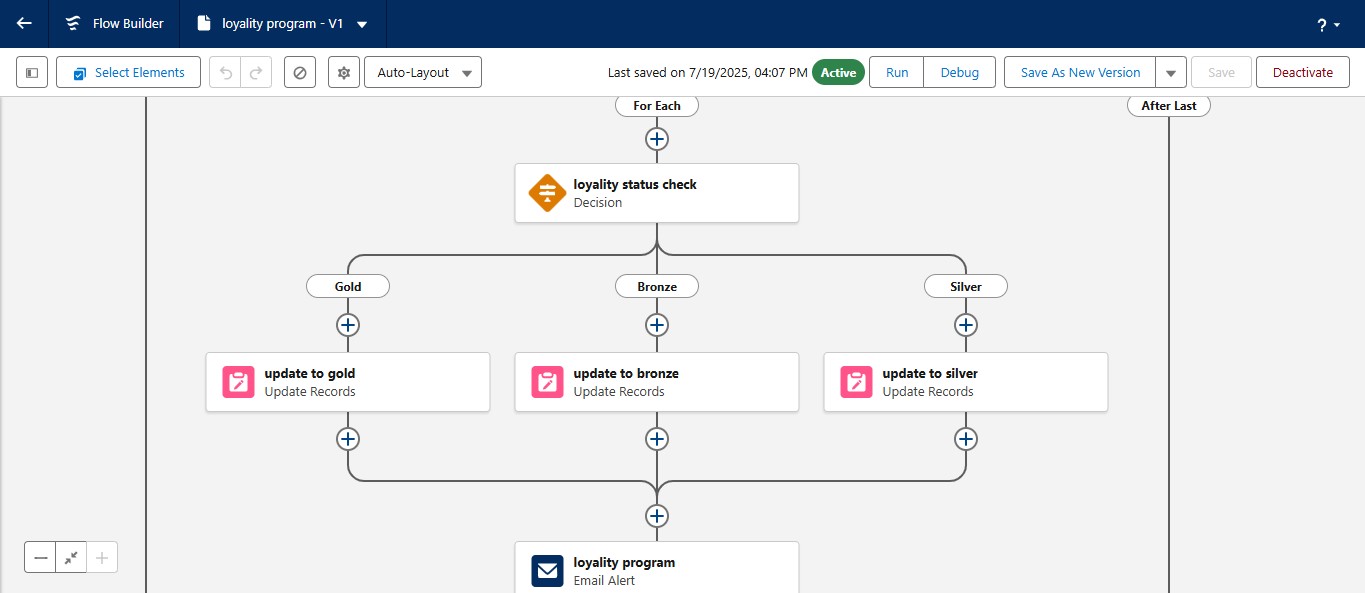 Flow Builder
loyality program - V1
?
Select Elements
Auto-Layout
Last saved on 7/19/2025, 04:07 PM
Active
Run
Debug
Save As New Version
Save
Deactivate
For Each
After Last
loyality status check
Decision
Gold
Bronze
Silver
update to gold
Update Records
update to bronze
Update Records
update to silver
Update Records
loyality program
Email Alert